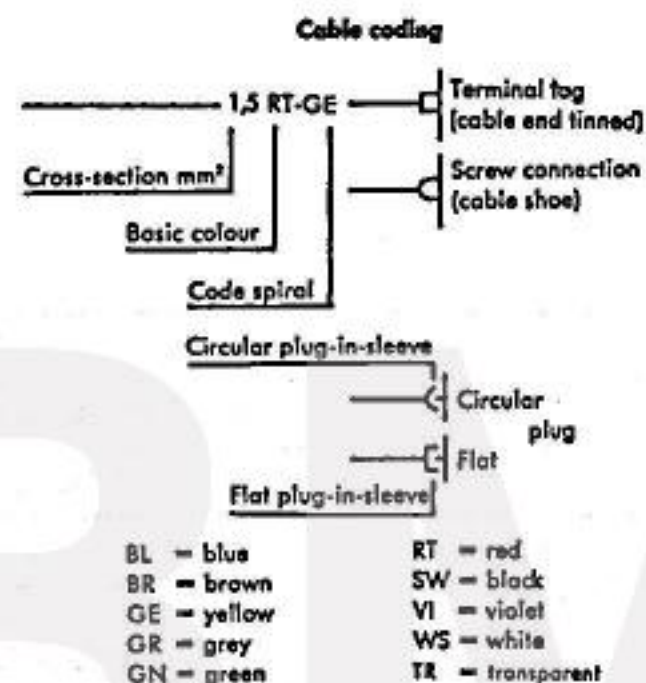 Cable coding
1,5 RT-GE
Terminal tag
(cable end tinned)
Cross-section mm²
Screw connection
(cable shoe)
Basic colour
Code spiral
Circular plug-in-sleeve
Circular
plug
Flat
Flat plug-in-sleeve
BL = blue
BR = brown
GE = yellow
GR = grey
GN = green
RT = red
SW = black
VI = violet
WS = white
TR = transparent